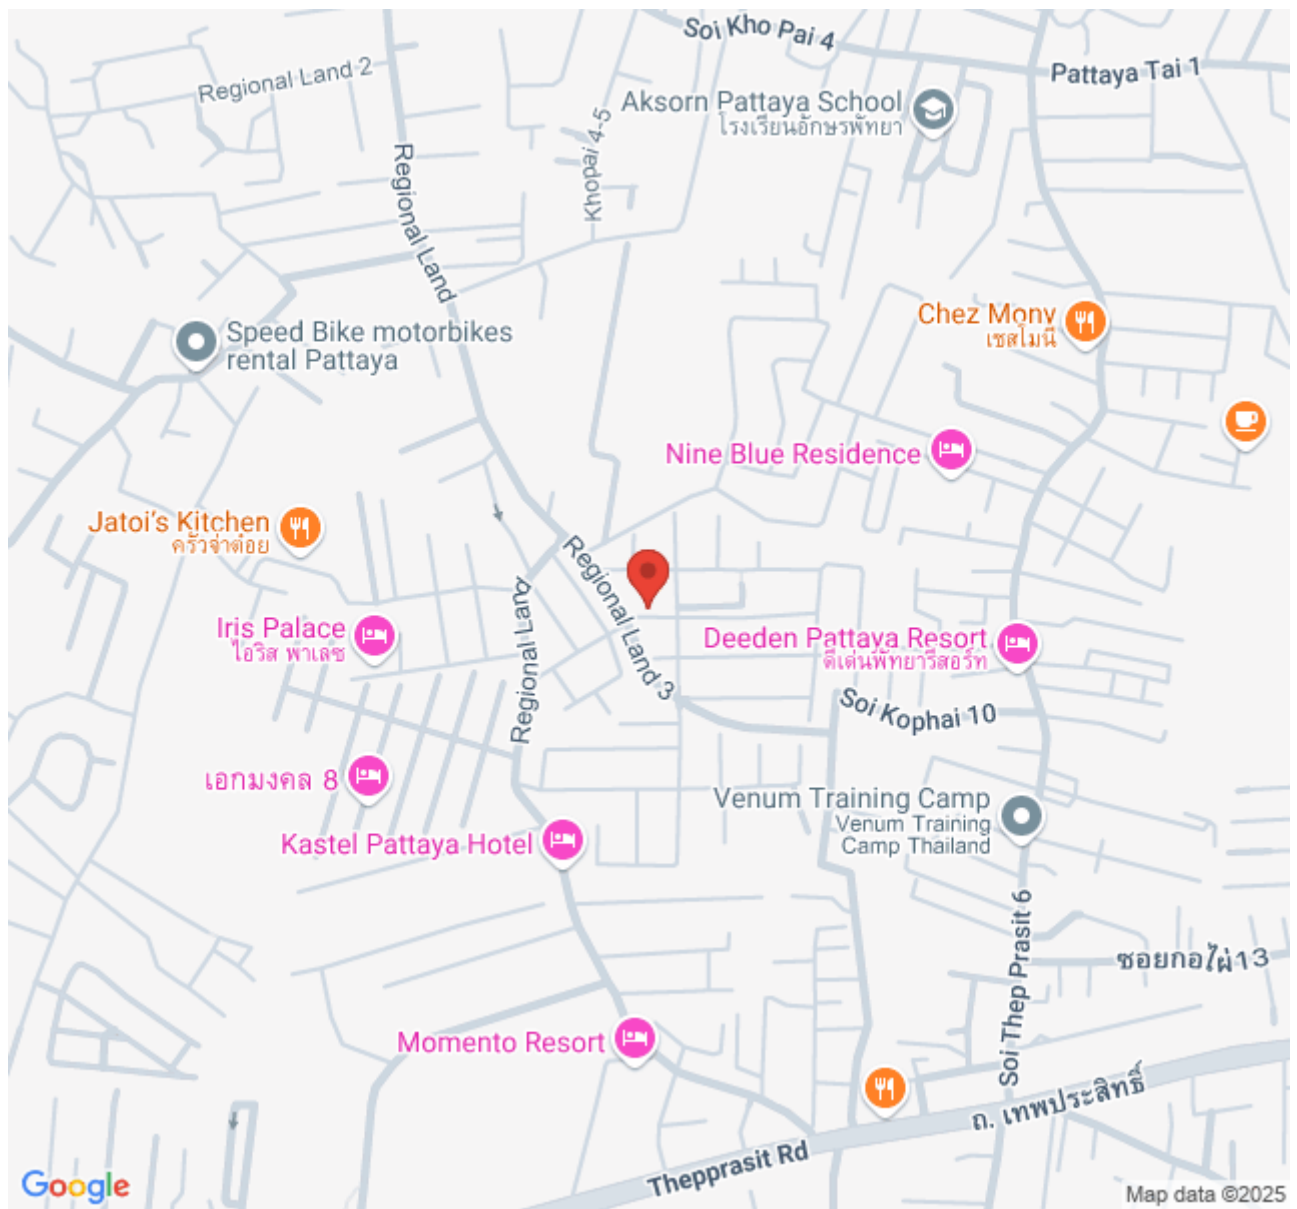 Soi Kho Pai 4
Pattaya Tai 1
Regional Land 2
Aksorn Pattaya School
โรงเรียนอักษรพัทยา
Khopai 4-5
Regional Land
Chez Mony
เชสโมนี
Speed Bike motorbikes
rental Pattaya
Nine Blue Residence
Jatoi's Kitchen
ครัวจ่าต๋อย
Regional Land 3
Regional Land
Iris Palace
ไอริส พาเลซ
Deeden Pattaya Resort
ดีเด่นพัทยารีสอร์ท
Soi Kophai 10
เอกมงคล 8
Venum Training Camp
Venum Training
Camp Thailand
Kastel Pattaya Hotel
Soi Thep Prasit 6
ซอยกอไผ่13
Momento Resort
ถ. เทพประสิทธิ์
Thepprasit Rd
Google
Map data ©2025